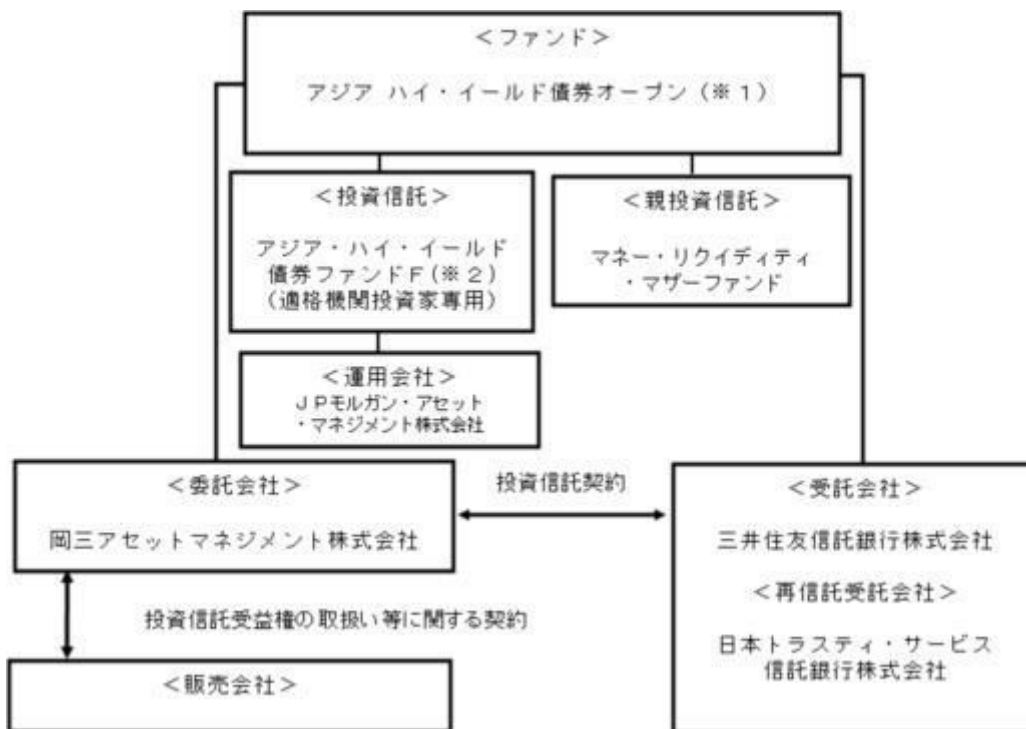 ＜ファンド＞
アジア ハイ・イールド債券オープン（※１）
＜投資信託＞
アジア・ハイ・イールド
債券ファンドＦ（※２）
（適格機関投資家専用）
＜親投資信託＞
マネー・リクイディティ
・マザーファンド
＜運用会社＞
ＪＰモルガン・アセット
・マネジメント株式会社
＜委託会社＞
岡三アセットマネジメント株式会社
投資信託契約
＜受託会社＞
三井住友信託銀行株式会社
＜再信託受託会社＞
日本トラスティ・サービス
信託銀行株式会社
投資信託受益権の取扱い等に関する契約
＜販売会社＞